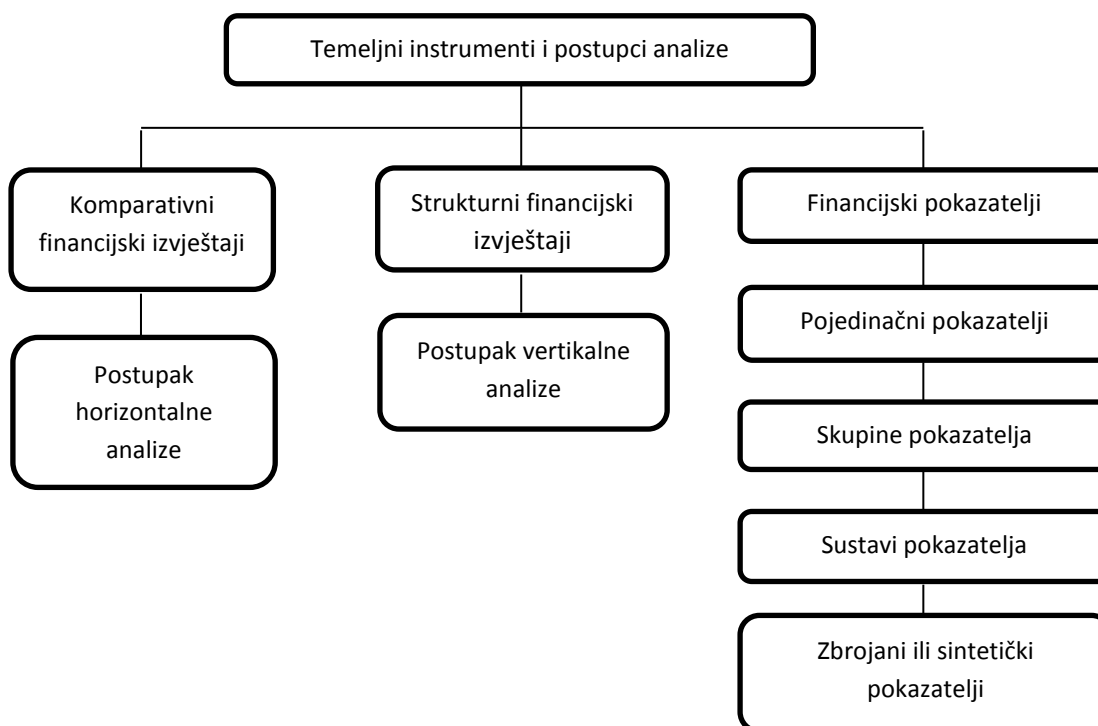 Temeljni instrumenti i postupci analize
Komparativni
financijski izvještaji
Strukturni financijski
izvještaji
Financijski pokazatelji
Postupak
horizontalne
analize
Postupak vertikalne
analize
Pojedinačni pokazatelji
Skupine pokazatelja
Sustavi pokazatelja
Zbrojani ili sintetički
pokazatelji